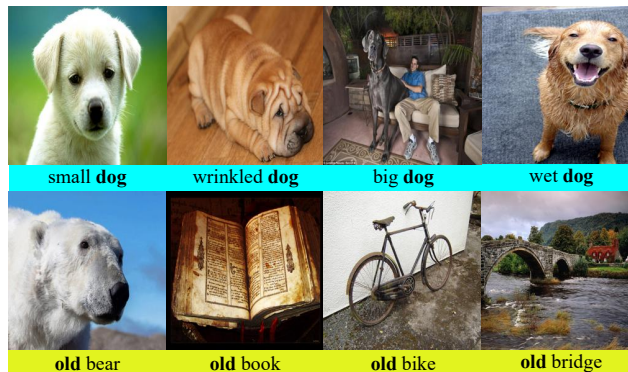 small dog
wrinkled dog
big dog
wet dog
old bear
old book
old bike
old bridge